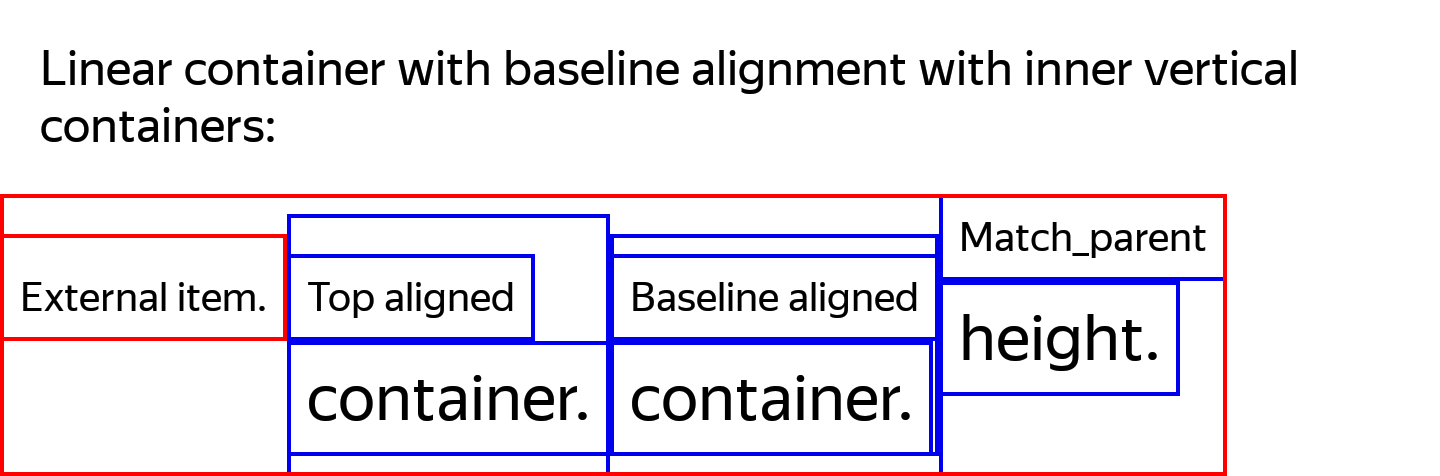 Linear container with baseline alignment with inner vertical
containers:
Match_parent
External item.
Top aligned
Baseline aligned
height.
container.
container.